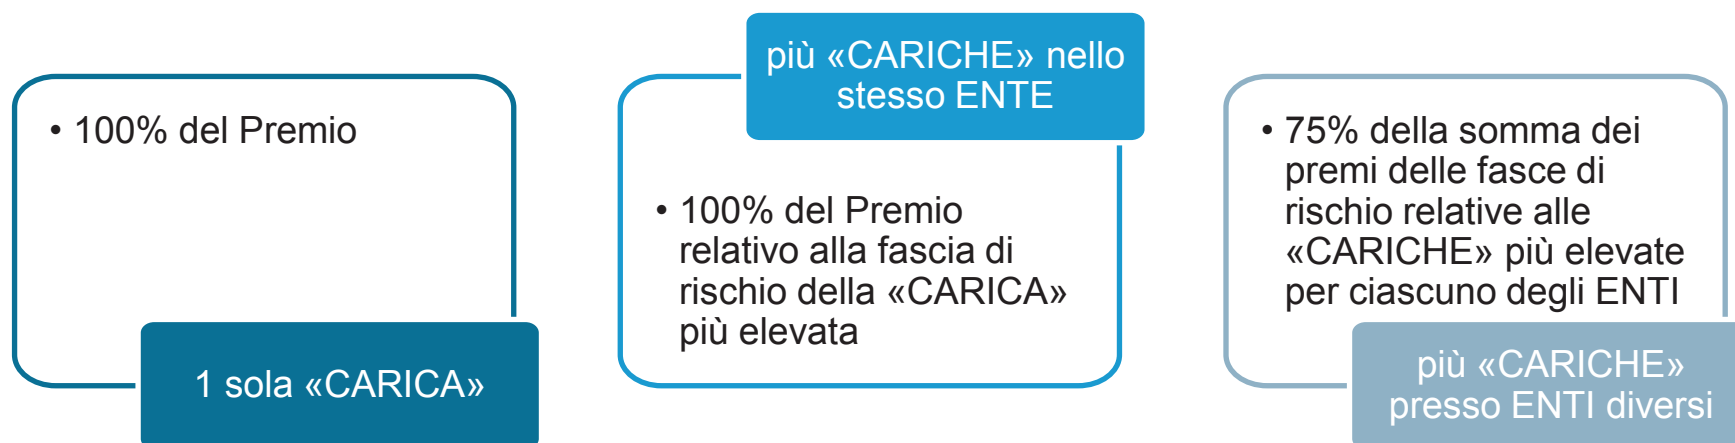 • 100% del Premio
1 sola «CARICA»
più «CARICHE» nello
stesso ENTE
• 100% del Premio
relativo alla fascia di
rischio della «CARICA»
più elevata
• 75% della somma dei
premi delle fasce di
rischio relative alle
«CARICHE» più elevate
per ciascuno degli ENTI
più «CARICHE»
presso ENTI diversi